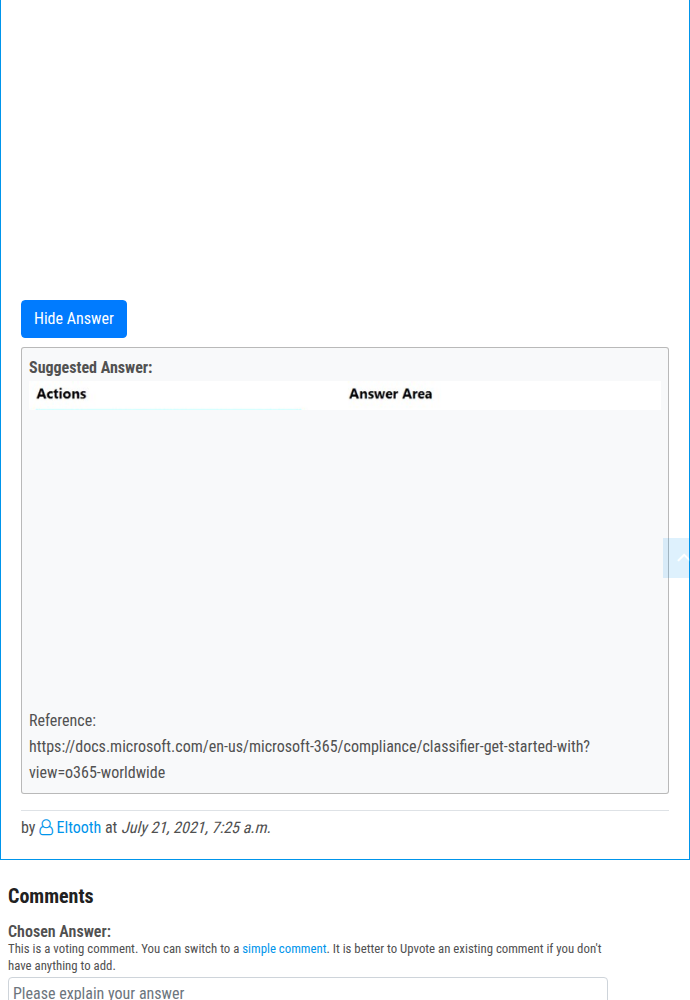 Hide Answer
Suggested Answer:
Actions
Answer Area
Reference:
https://docs.microsoft.com/en-us/microsoft-365/compliance/classifier-get-started-with?
view=o365-worldwide
by Eltooth at July 21, 2021, 7:25 a.m.
Comments
Chosen Answer:
This is a voting comment. You can switch to a simple comment. It is better to Upvote an existing comment if you don't
have anything to add.
Please explain your answer